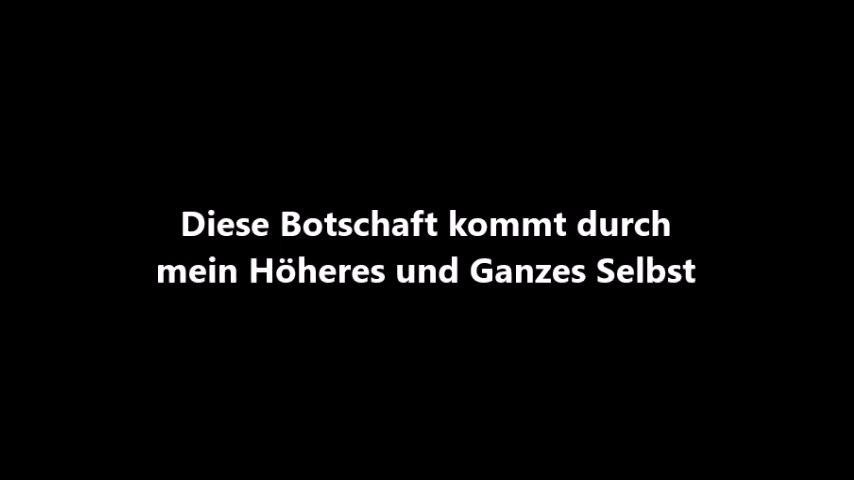 Diese Botschaft kommt durch
mein Höheres und Ganzes Selbst